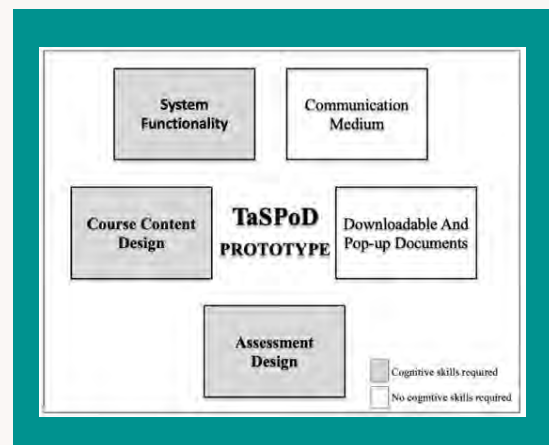 System
Functionality
Communication
Medium
Course Content
Design
TaSPoD
PROTOTYPE
Downloadable And
Pop-up Documents
Assessment
Design
Cognitive skills required
No cognitive skills required